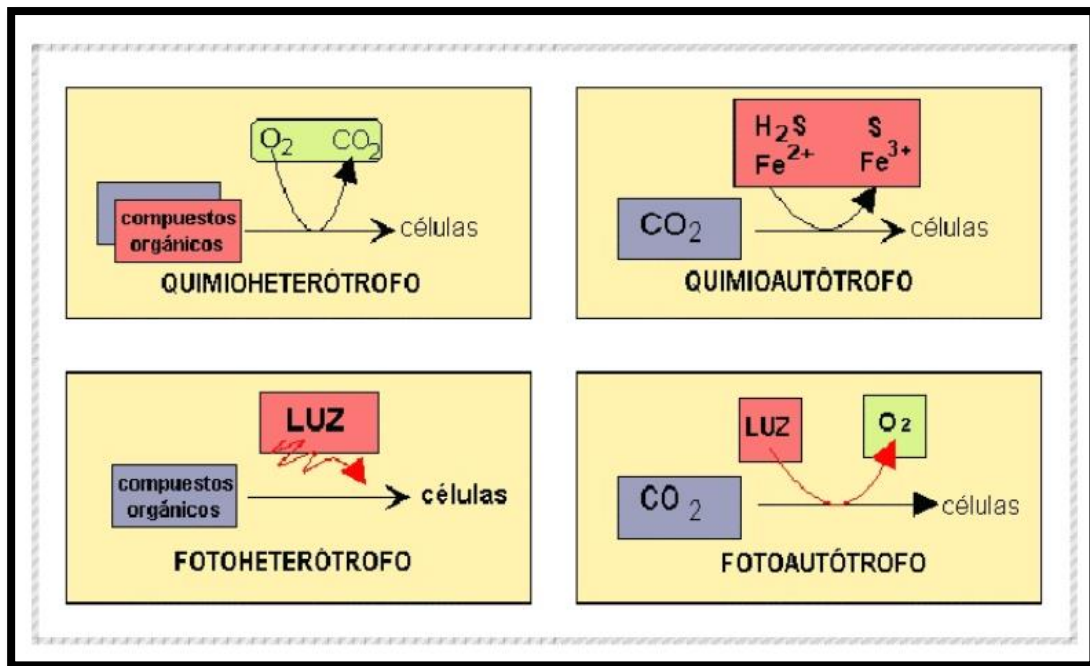 O2 CO2
compuestos
orgánicos
células
QUIMIOHETERÓTROFO
H2S S
Fe2+ Fe3+
CO2
células
QUIMIOAUTÓTROFO
LUZ
compuestos
orgánicos
células
FOTOHETERÓTROFO
LUZ O2
CO2
células
FOTOAUTÓTROFO